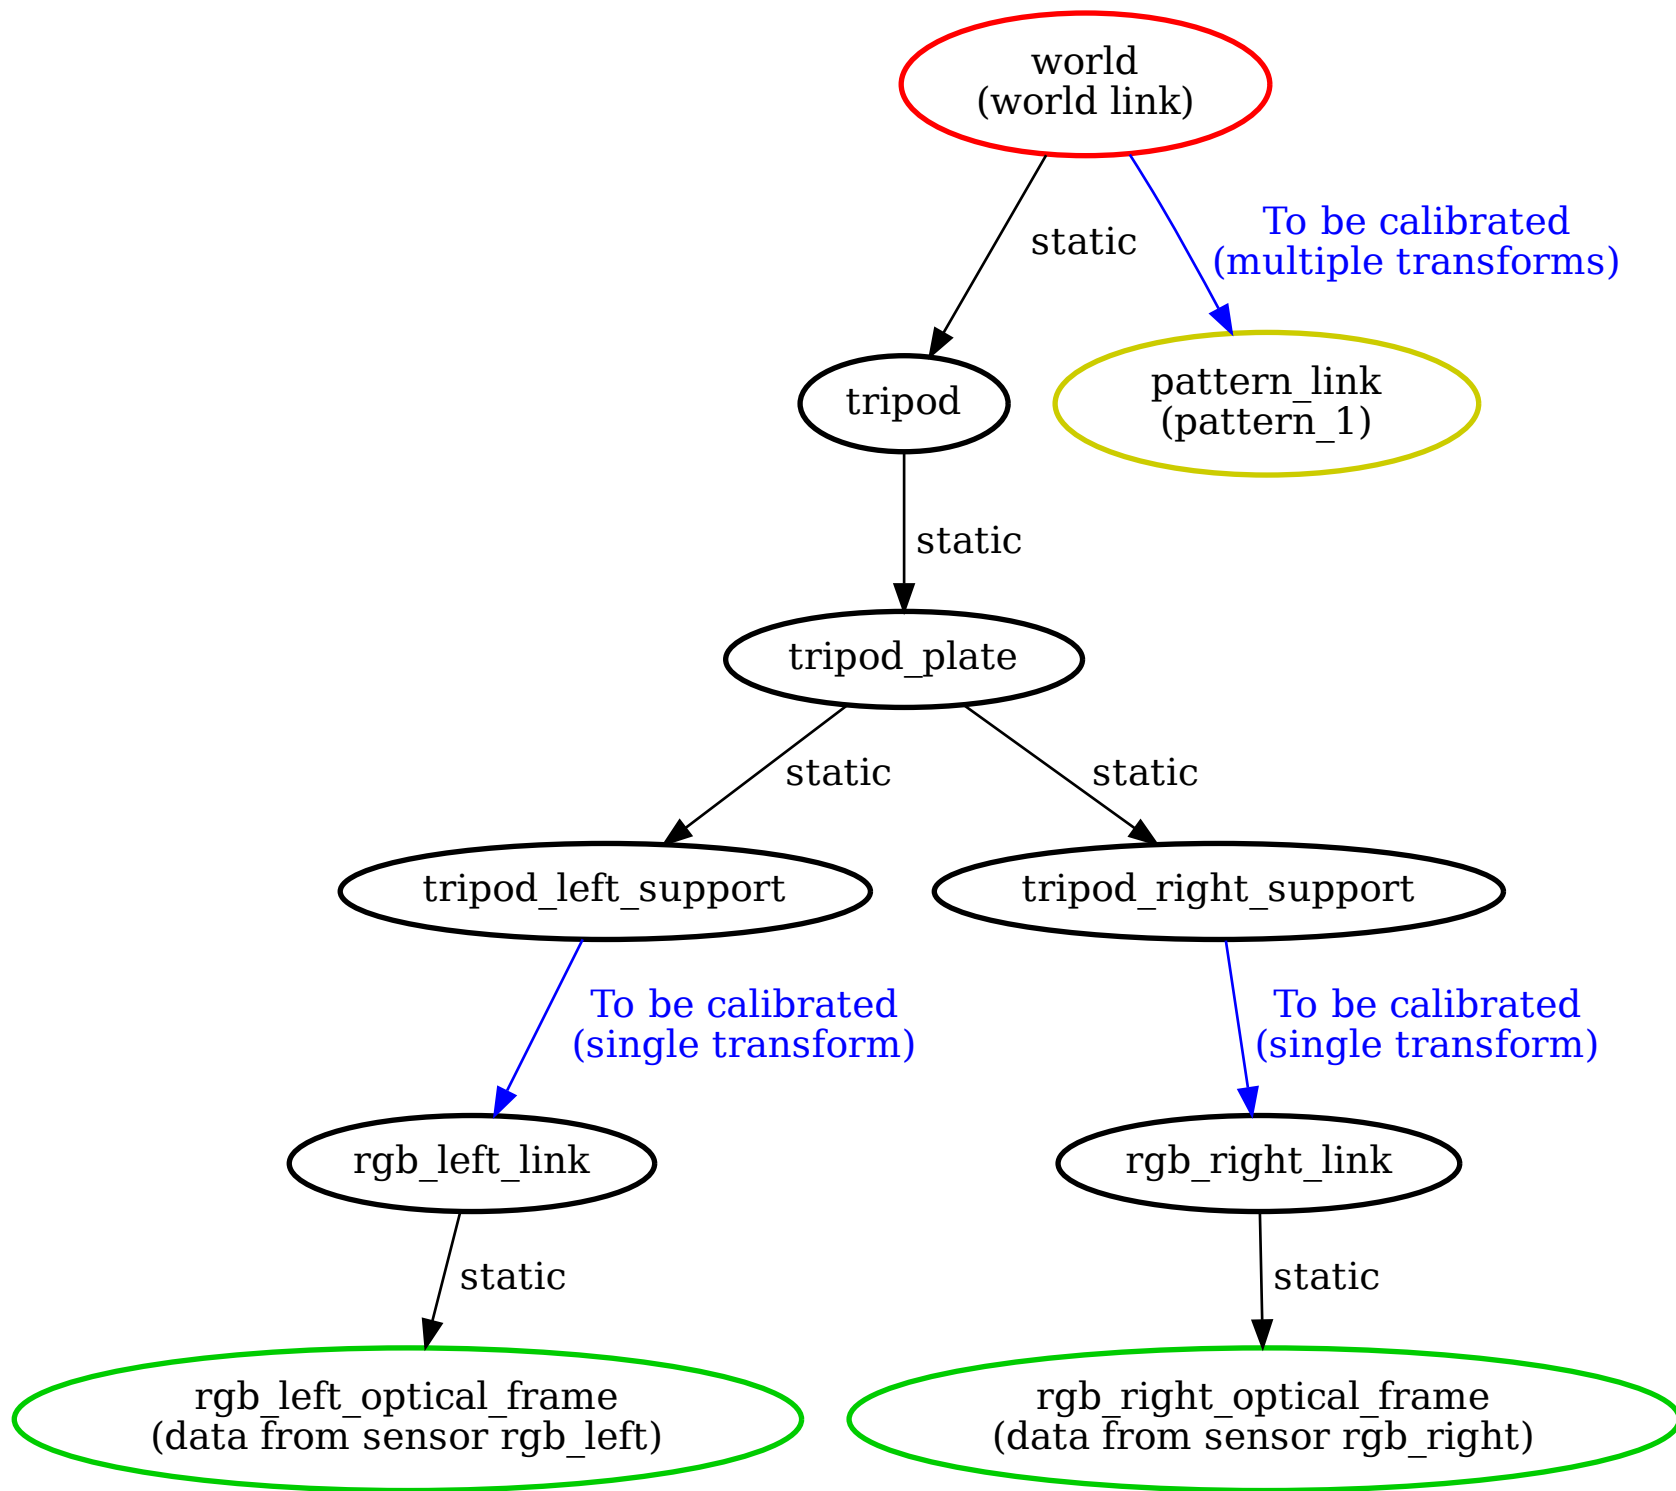 world
(world link)
static
To be calibrated
(multiple transforms)
tripod
pattern_link
(pattern_1)
static
tripod_plate
static
static
tripod_left_support
tripod_right_support
To be calibrated
(single transform)
To be calibrated
(single transform)
rgb_left_link
rgb_right_link
static
static
rgb_left_optical_frame
(data from sensor rgb_left)
rgb_right_optical_frame
(data from sensor rgb_right)